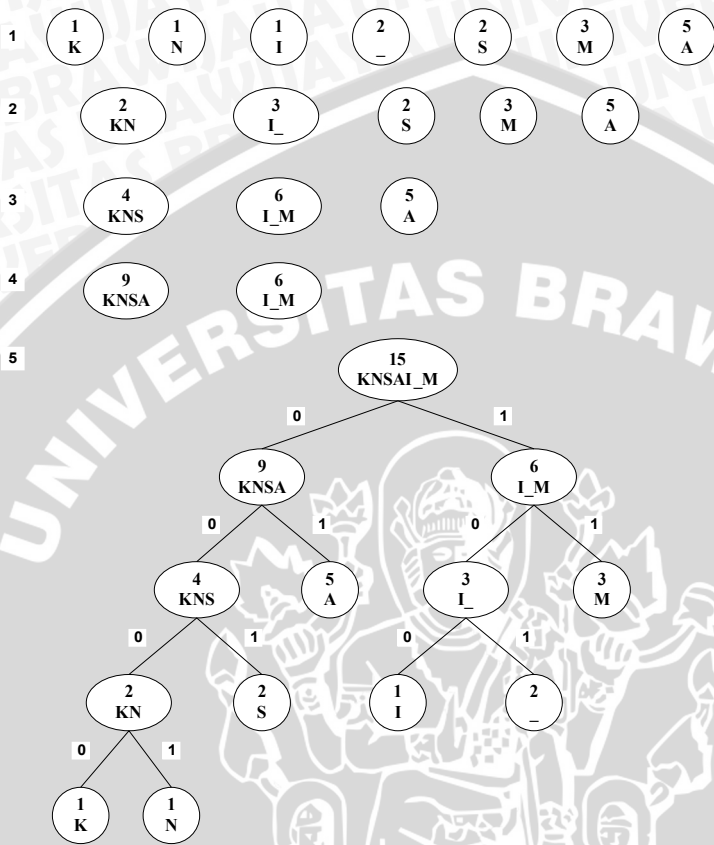 1
1 1 1 2 2 3 5
K N I _ S M A
2
2 3 2 3 5
KN I_ S M A
3
4 6 5
KNS I_M A
4
9 6
KNSA I_M
5
15
KNSAI_M
0 1
9 6
KNSA I_M
0 1 0 1
4 5 3 3
KNS A I_ M
0 1 0 1
2 2 1 2
KN S I _
0 1
1 1
K N
UNIVERSITAS BRAW